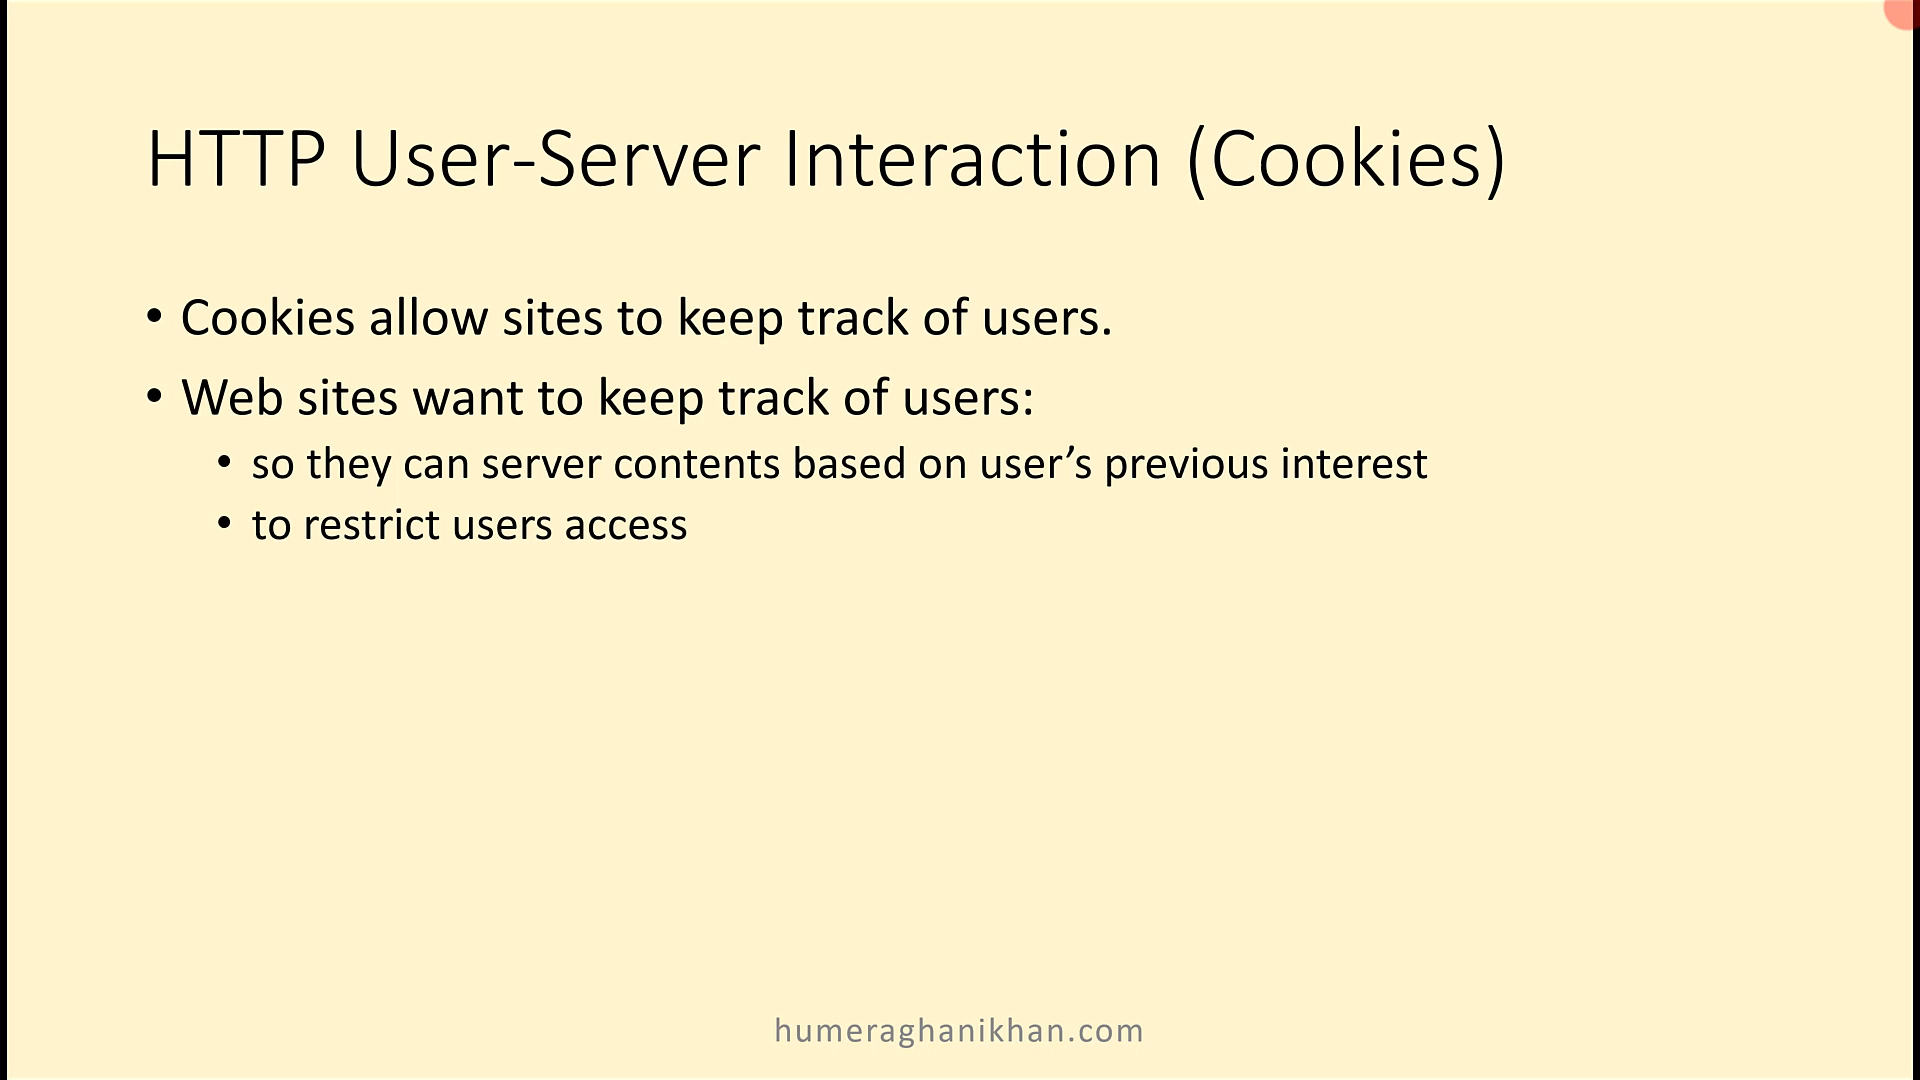 HTTP User-Server Interaction (Cookies)
• Cookies allow sites to keep track of users.
• Web sites want to keep track of users:
• so they can server contents based on user’s previous interest
• to restrict users access
humeraghanikhan.com